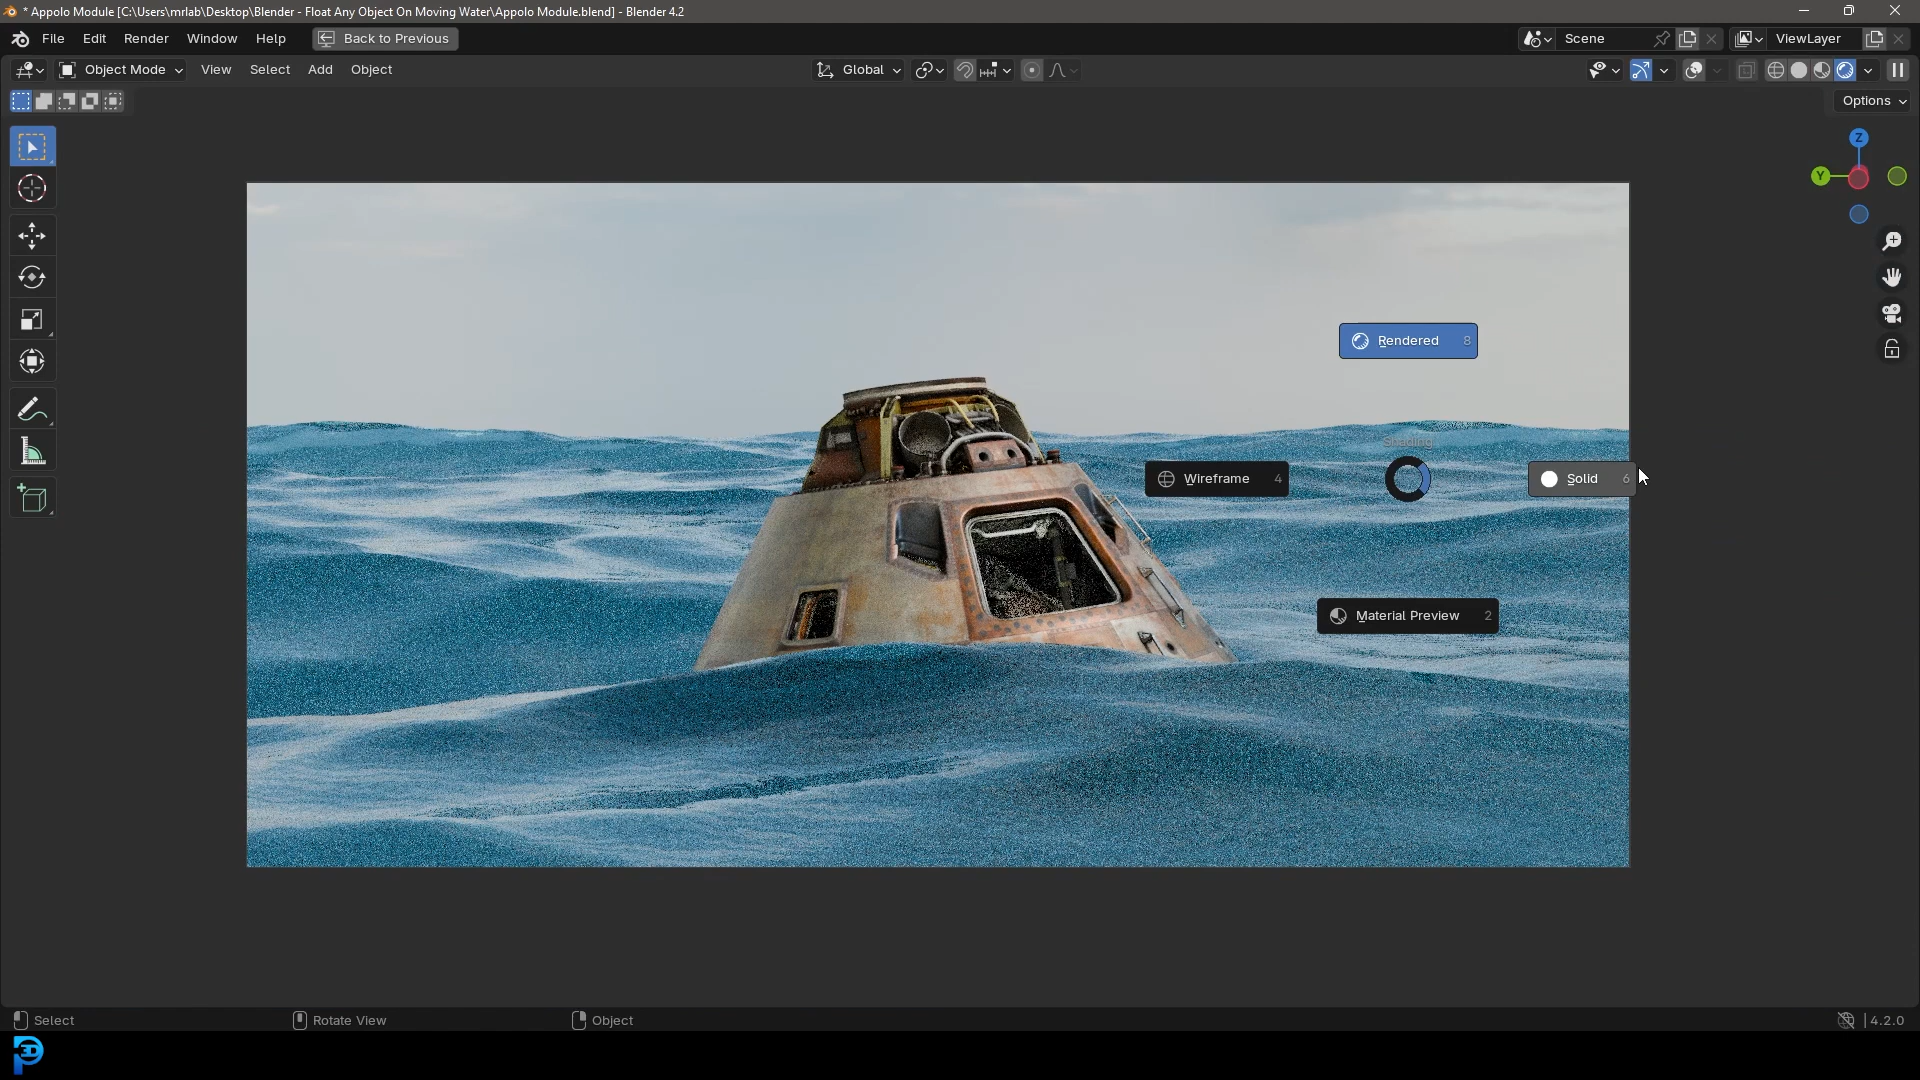 * Appolo Module [C:\Users\mrlab\Desktop\Blender - Float Any Object On Moving Water\Appolo Module.blend] - Blender 4.2
File Edit Render Window Help Back to Previous Scene ViewLayer
Object Mode View Select Add Object Global
Options
Z
Y
Rendered 8
Shading
Wireframe 4 Solid 6
Material Preview 2
Select Rotate View Object 4.2.0
3D